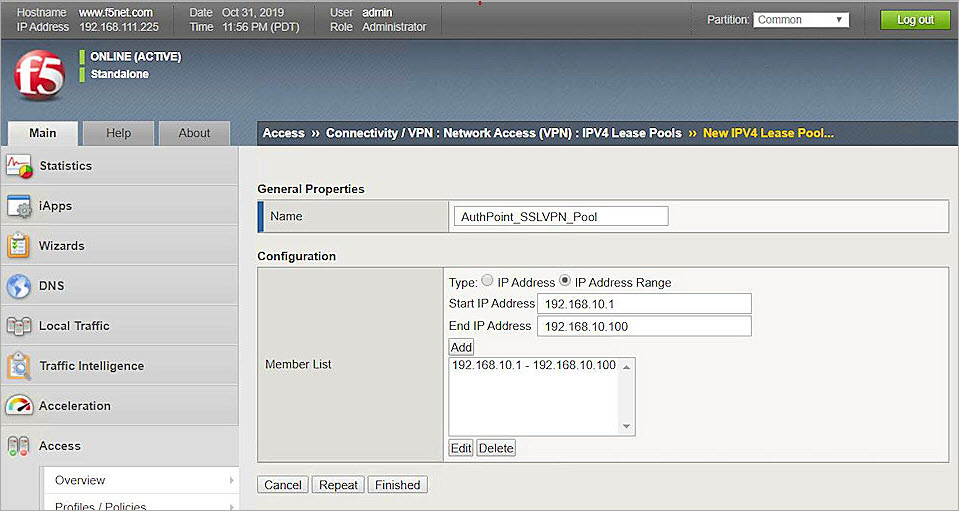 Hostname www.f5net.com Date Oct 31, 2019 User admin Partition: Common Log out
IP Address 192.168.111.225 Time 11:56 PM (PDT) Role Administrator
f5
ONLINE (ACTIVE)
Standalone
Main Help About
Access ›› Connectivity / VPN : Network Access (VPN) : IPV4 Lease Pools ›› New IPV4 Lease Pool...
Statistics
iApps
Wizards
DNS
Local Traffic
Traffic Intelligence
Acceleration
Access
Overview
Profiles / Policies
General Properties
Name AuthPoint_SSLVPN_Pool
Configuration
Member List
Type: IP Address IP Address Range
Start IP Address 192.168.10.1
End IP Address 192.168.10.100
Add
192.168.10.1 - 192.168.10.100
Edit Delete
Cancel Repeat Finished